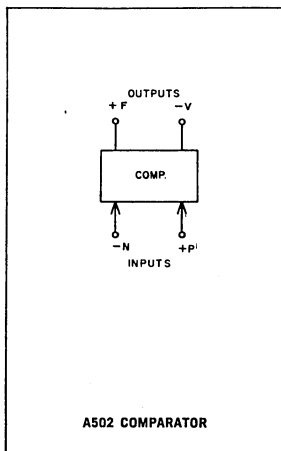 OUTPUTS
+F -V
COMP.
-N +P
INPUTS
A502 COMPARATOR